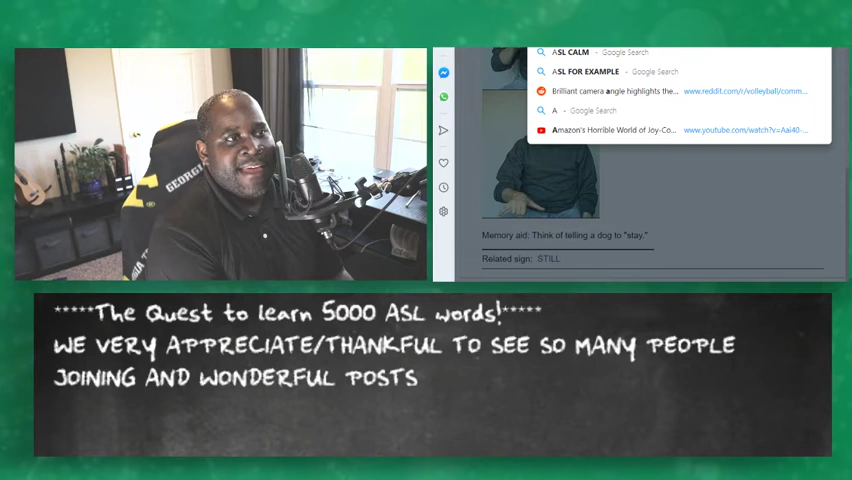 GEORGIA
ASL CALM - Google Search
ASL FOR EXAMPLE - Google Search
Brilliant camera angle highlights the... www.reddit.com/r/volleyball/comm...
A - Google Search
Amazon's Horrible World of Joy-Co... www.youtube.com/watch?v=Aai40-...
Memory aid: Think of telling a dog to "stay."
Related sign: STILL
*****The Quest to learn 5000 ASL words!*****
WE VERY APPRECIATE/THANKFUL TO SEE SO MANY PEOPLE
JOINING AND WONDERFUL POSTS